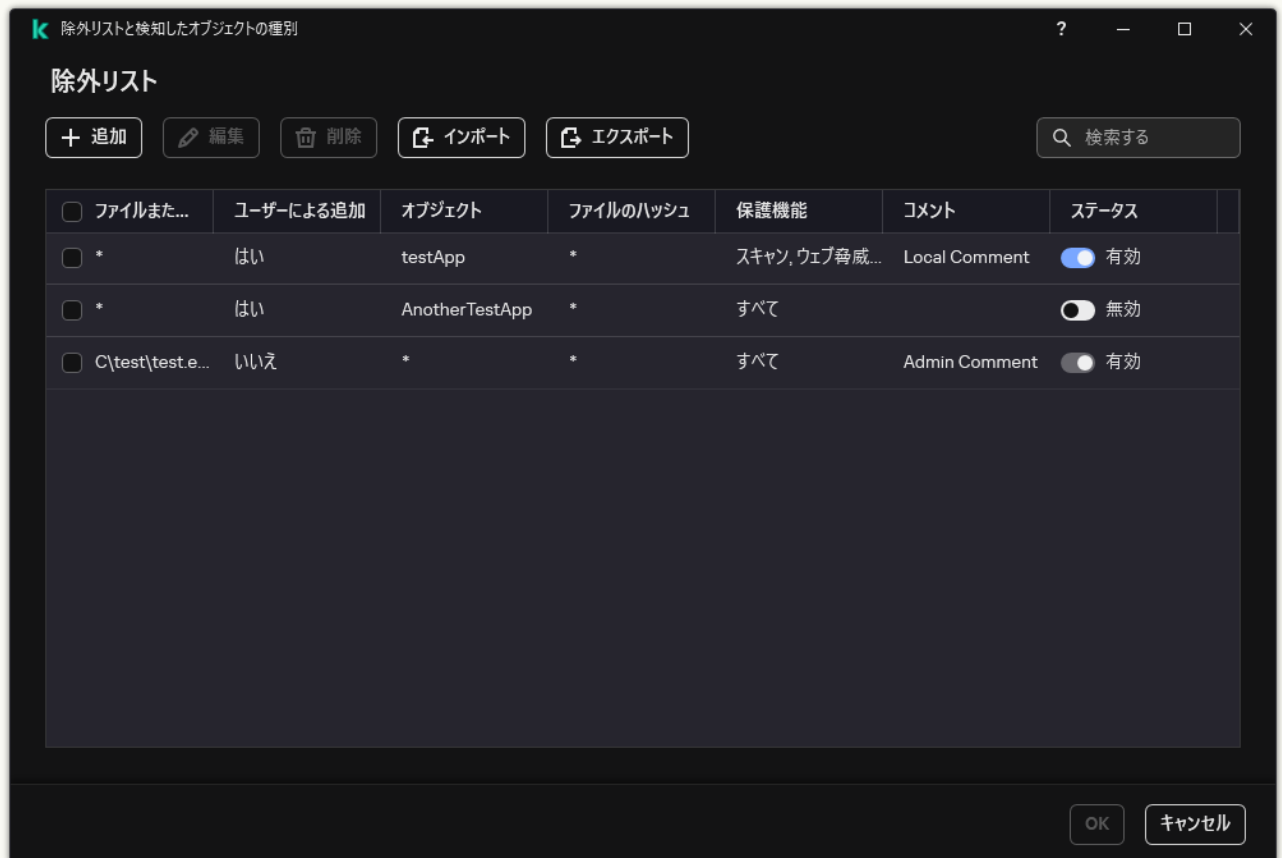 除外リストと検知したオブジェクトの種別 ?
除外リスト
追加 編集 削除 インポート エクスポート 検索する
ファイルまた... ユーザーによる追加 オブジェクト ファイルのハッシュ 保護機能 コメント ステータス
* はい testApp * スキャン, ウェブ脅威... Local Comment 有効
* はい AnotherTestApp * すべて 無効
C\test\test.e... いいえ * * すべて Admin Comment 有効
OK キャンセル